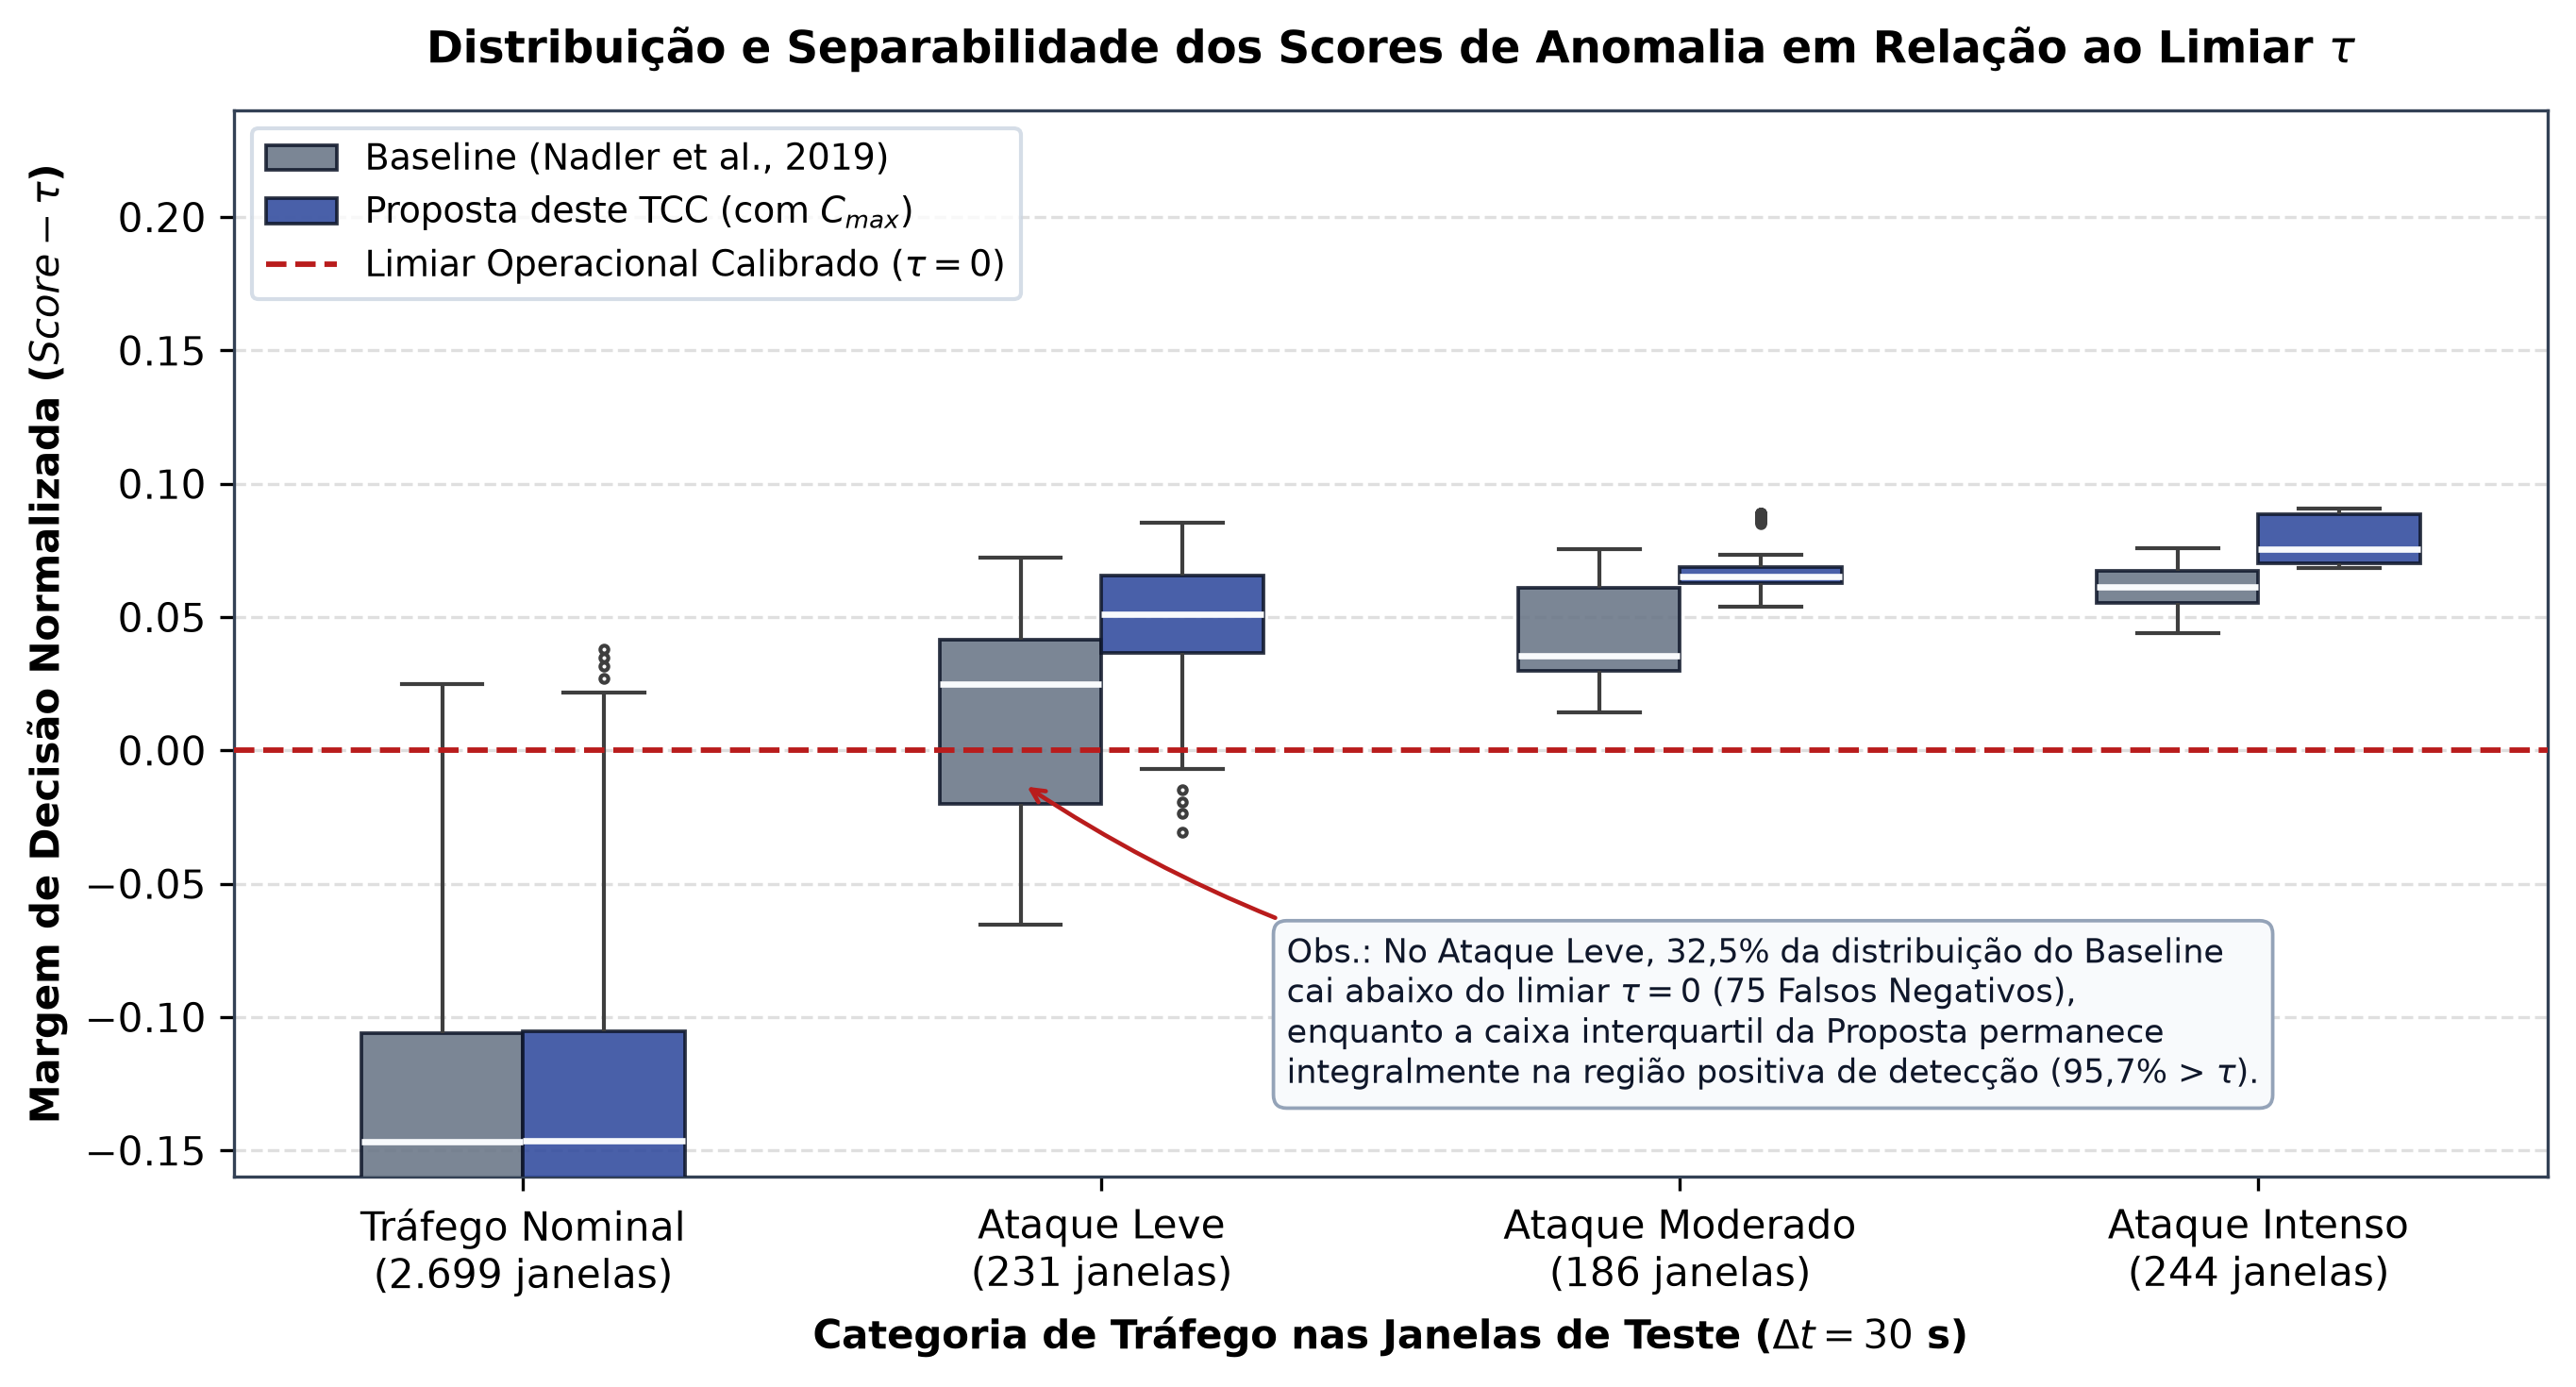 Distribuição e Separabilidade dos Scores de Anomalia em Relação ao Limiar τ
Margem de Decisão Normalizada (Score − τ)
Baseline (Nadler et al., 2019)
Proposta deste TCC (com Cmax)
Limiar Operacional Calibrado (τ = 0)
0.20
0.15
0.10
0.05
0.00
−0.05
−0.10
−0.15
Obs.: No Ataque Leve, 32,5% da distribuição do Baseline
cai abaixo do limiar τ = 0 (75 Falsos Negativos),
enquanto a caixa interquartil da Proposta permanece
integralmente na região positiva de detecção (95,7% > τ).
Tráfego Nominal
(2.699 janelas)
Ataque Leve
(231 janelas)
Ataque Moderado
(186 janelas)
Ataque Intenso
(244 janelas)
Categoria de Tráfego nas Janelas de Teste (Δt = 30 s)